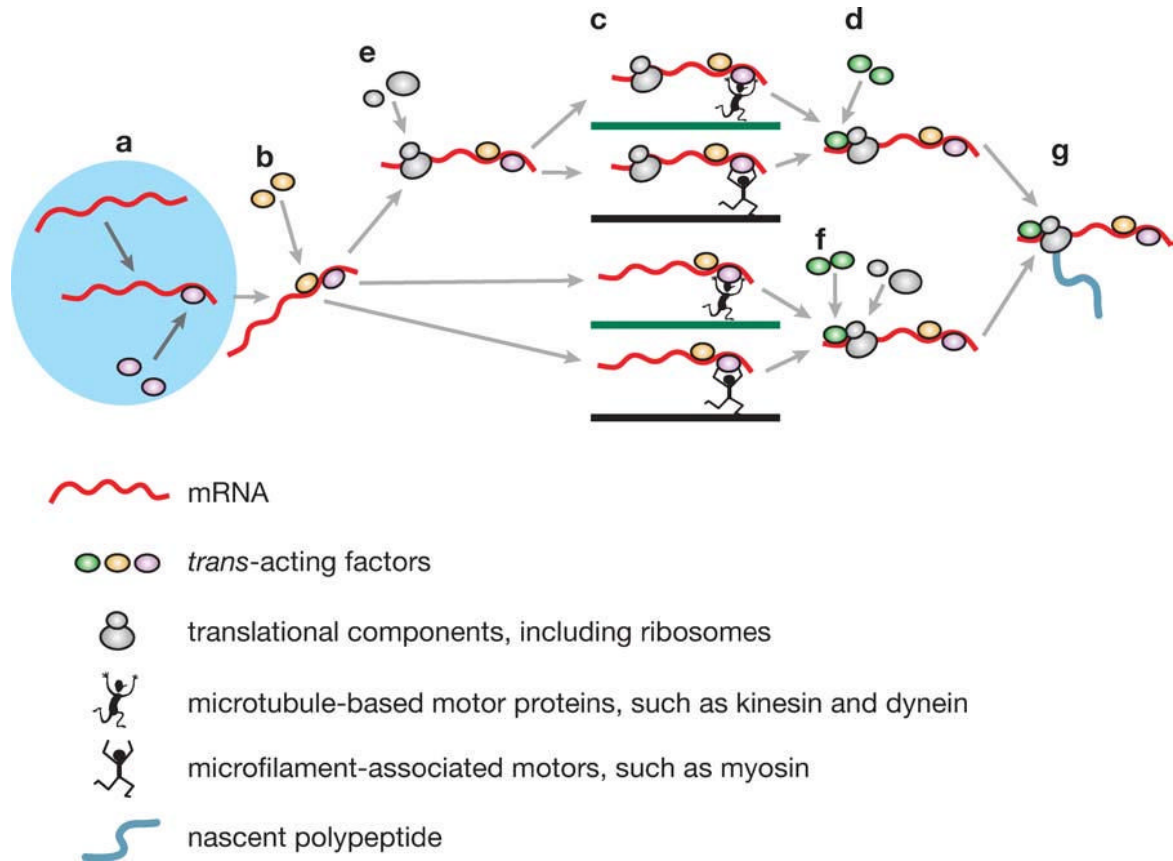 a
b
e
c
d
f
g
mRNA
trans-acting factors
translational components, including ribosomes
microtubule-based motor proteins, such as kinesin and dynein
microfilament-associated motors, such as myosin
nascent polypeptide